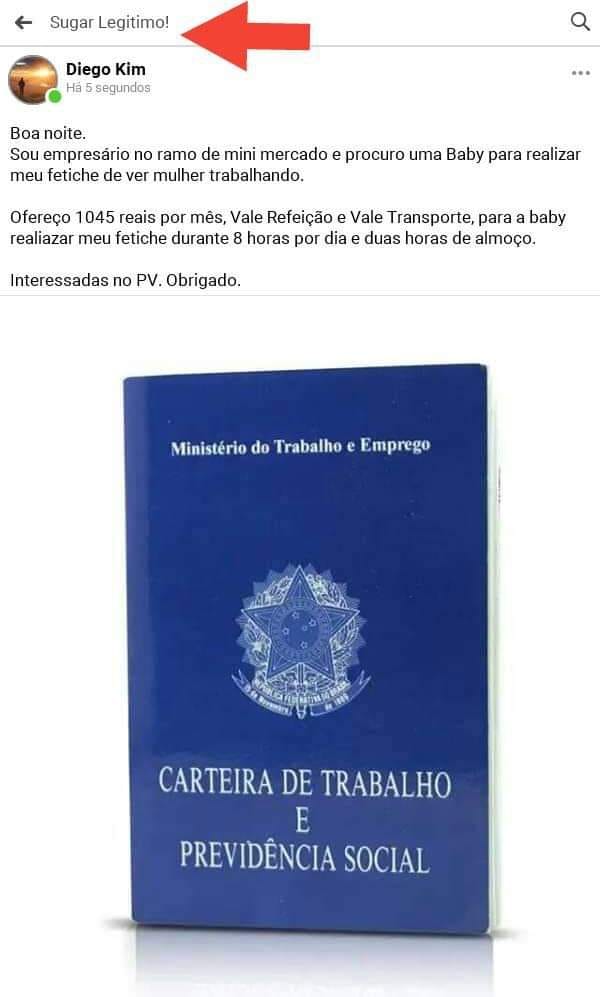 Sugar Legitimo!
Diego Kim
Há 5 segundos
Boa noite.
Sou empresário no ramo de mini mercado e procuro uma Baby para realizar
meu fetiche de ver mulher trabalhando.
Ofereço 1045 reais por mês, Vale Refeição e Vale Transporte, para a baby
realiazar meu fetiche durante 8 horas por dia e duas horas de almoço.
Interessadas no PV. Obrigado.
Ministério do Trabalho e Emprego
REPÚBLICA FEDERATIVA DO BRASIL
15 de Novembro de 1889
CARTEIRA DE TRABALHO
E
PREVIDÊNCIA SOCIAL